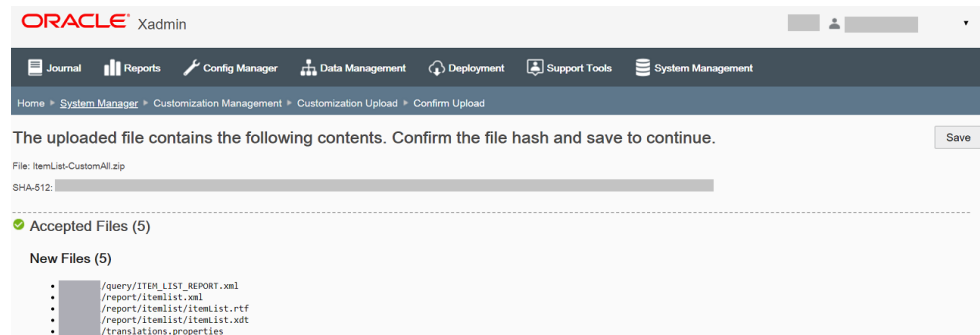 ORACLE Xadmin
Journal Reports Config Manager Data Management Deployment Support Tools System Management
Home System Manager Customization Management Customization Upload Confirm Upload
The uploaded file contains the following contents. Confirm the file hash and save to continue. Save
File: ItemList-CustomAll.zip
SHA-512:
Accepted Files (5)
New Files (5)
/query/ITEM_LIST_REPORT.xml
/report/itemlist.xml
/report/itemlist/itemList.rtf
/report/itemlist/itemList.xdt
/translations.properties